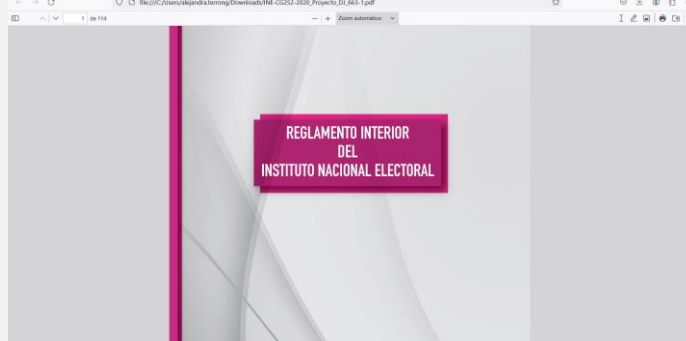 file:///C:/Users/alejandra.terrong/Downloads/INE-CG252-2020_Proyecto_DI_663-1.pdf
1 de 114
Zoom automático
REGLAMENTO INTERIOR
DEL
INSTITUTO NACIONAL ELECTORAL